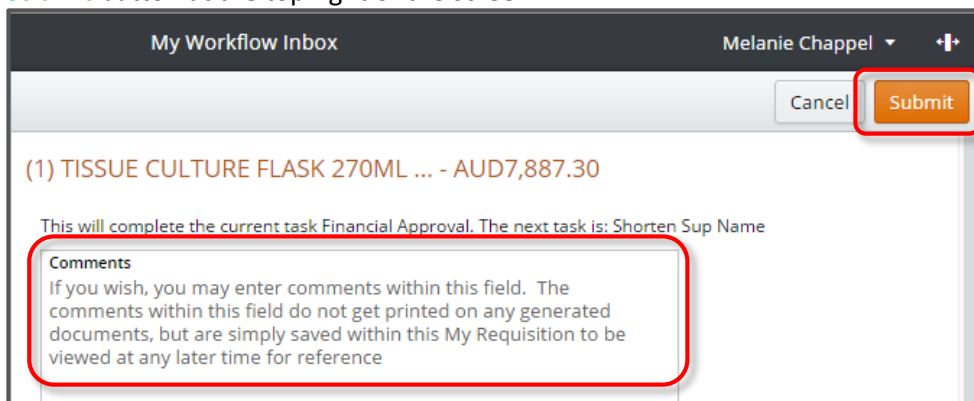 My Workflow Inbox Melanie Chappel
Cancel Submit
(1) TISSUE CULTURE FLASK 270ML ... - AUD7,887.30
This will complete the current task Financial Approval. The next task is: Shorten Sup Name
Comments
If you wish, you may enter comments within this field. The
comments within this field do not get printed on any generated
documents, but are simply saved within this My Requisition to be
viewed at any later time for reference